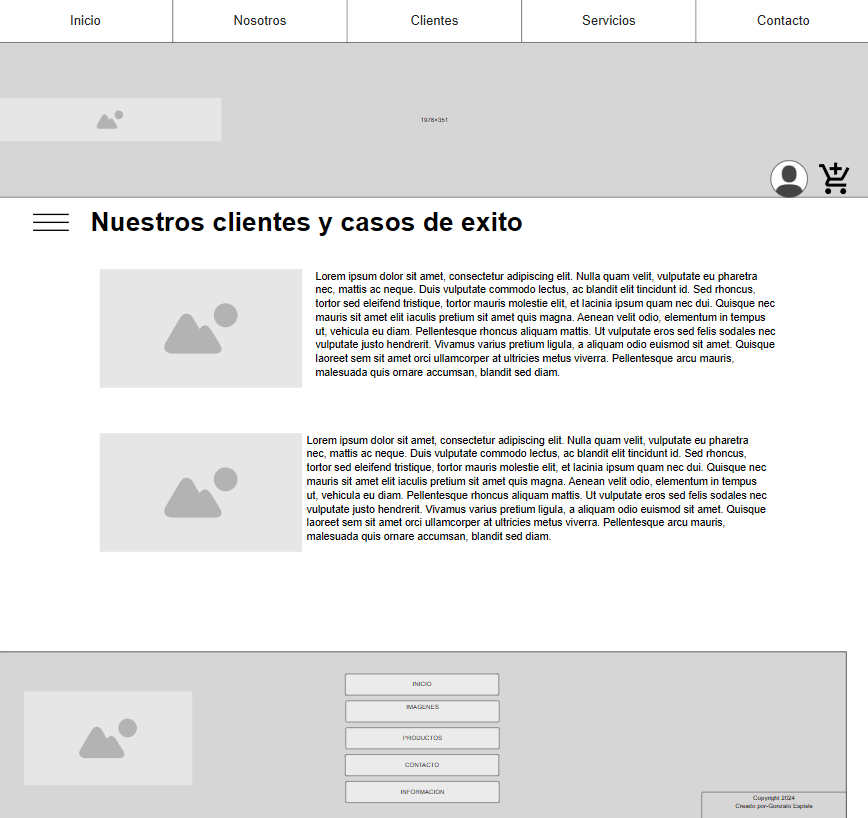 Inicio
Nosotros
Clientes
Servicios
Contacto
1978×351
Nuestros clientes y casos de exito
Lorem ipsum dolor sit amet, consectetur adipiscing elit. Nulla quam velit, vulputate eu pharetra
nec, mattis ac neque. Duis vulputate commodo lectus, ac blandit elit tincidunt id. Sed rhoncus,
tortor sed eleifend tristique, tortor mauris molestie elit, et lacinia ipsum quam nec dui. Quisque nec
mauris sit amet elit iaculis pretium sit amet quis magna. Aenean velit odio, elementum in tempus
ut, vehicula eu diam. Pellentesque rhoncus aliquam mattis. Ut vulputate eros sed felis sodales nec
vulputate justo hendrerit. Vivamus varius pretium ligula, a aliquam odio euismod sit amet. Quisque
laoreet sem sit amet orci ullamcorper at ultricies metus viverra. Pellentesque arcu mauris,
malesuada quis ornare accumsan, blandit sed diam.
Lorem ipsum dolor sit amet, consectetur adipiscing elit. Nulla quam velit, vulputate eu pharetra
nec, mattis ac neque. Duis vulputate commodo lectus, ac blandit elit tincidunt id. Sed rhoncus,
tortor sed eleifend tristique, tortor mauris molestie elit, et lacinia ipsum quam nec dui. Quisque nec
mauris sit amet elit iaculis pretium sit amet quis magna. Aenean velit odio, elementum in tempus
ut, vehicula eu diam. Pellentesque rhoncus aliquam mattis. Ut vulputate eros sed felis sodales nec
vulputate justo hendrerit. Vivamus varius pretium ligula, a aliquam odio euismod sit amet. Quisque
laoreet sem sit amet orci ullamcorper at ultricies metus viverra. Pellentesque arcu mauris,
malesuada quis ornare accumsan, blandit sed diam.
INICIO
IMAGENES
PRODUCTOS
CONTACTO
INFORMACION
Copyright 2024
Creado por-Gonzalo Espiste